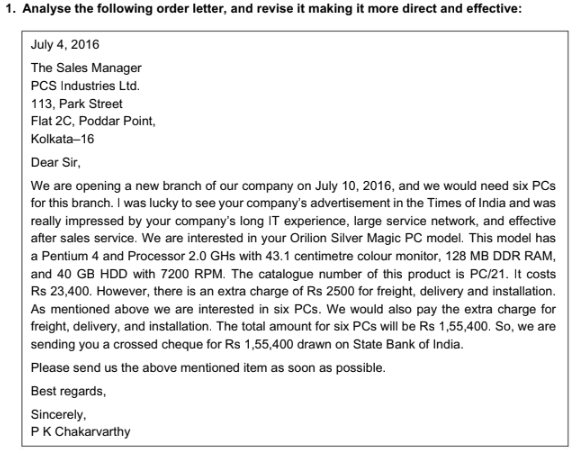 1. Analyse the following order letter, and revise it making it more direct and effective:
July 4, 2016
The Sales Manager
PCS Industries Ltd.
113, Park Street
Flat 2C, Poddar Point,
Kolkata–16
Dear Sir,
We are opening a new branch of our company on July 10, 2016, and we would need six PCs
for this branch. I was lucky to see your company's advertisement in the Times of India and was
really impressed by your company's long IT experience, large service network, and effective
after sales service. We are interested in your Orilion Silver Magic PC model. This model has
a Pentium 4 and Processor 2.0 GHs with 43.1 centimetre colour monitor, 128 MB DDR RAM,
and 40 GB HDD with 7200 RPM. The catalogue number of this product is PC/21. It costs
Rs 23,400. However, there is an extra charge of Rs 2500 for freight, delivery and installation.
As mentioned above we are interested in six PCs. We would also pay the extra charge for
freight, delivery, and installation. The total amount for six PCs will be Rs 1,55,400. So, we are
sending you a crossed cheque for Rs 1,55,400 drawn on State Bank of India.
Please send us the above mentioned item as soon as possible.
Best regards,
Sincerely,
P K Chakarvarthy